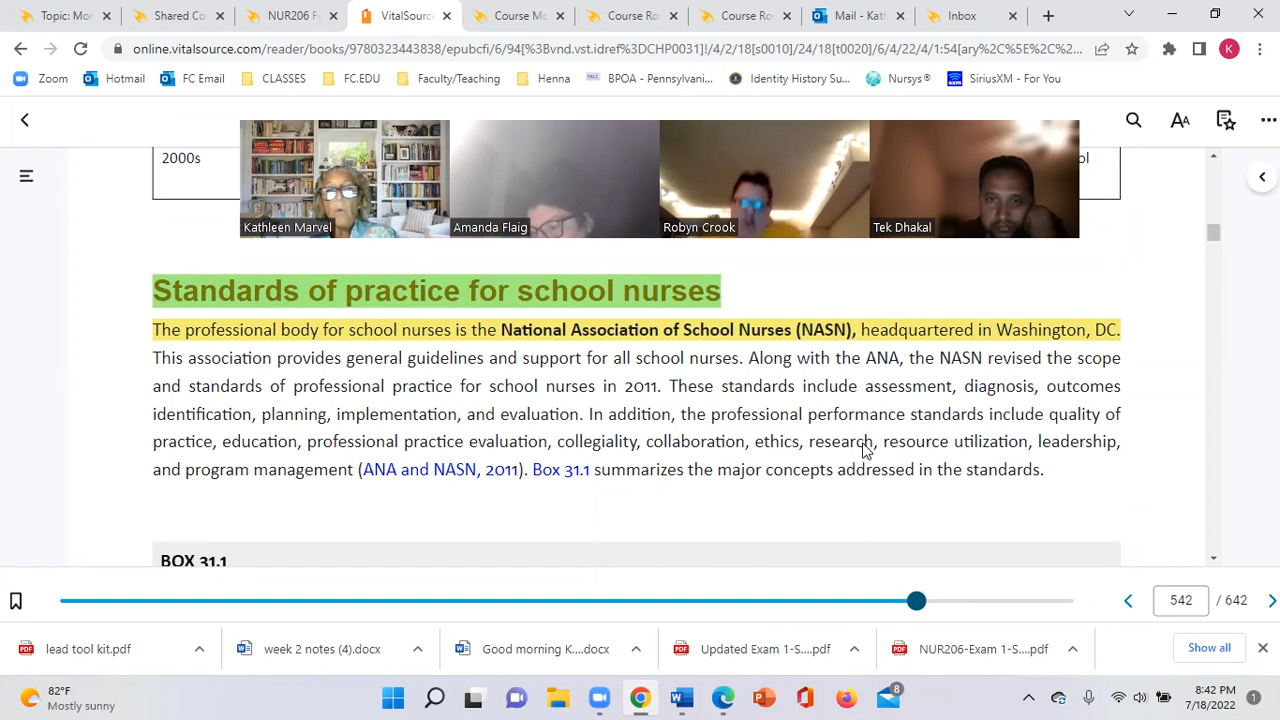 Topic: Mor
Shared Co
NUR206 F
VitalSource
Course Mo
Course Ro
Course Ro
Mail - Kath
Inbox
online.vitalsource.com/reader/books/9780323443838/epubcfi/6/94[%3Bvnd.vst.idref%3DCHP0031]!/4/2/18[s0010]/24/18[t0020]/6/4/22/4/1:54[ary%2C%5E%2C%2...
K
Zoom
Hotmail
FC Email
CLASSES
FC.EDU
Faculty/Teaching
Henna
BPOA - Pennsylvani...
Identity History Su...
Nursys®
SiriusXM - For You
2000s
ol
Kathleen Marvel
Amanda Flaig
Robyn Crook
Tek Dhakal
Standards of practice for school nurses
The professional body for school nurses is the National Association of School Nurses (NASN), headquartered in Washington, DC.
This association provides general guidelines and support for all school nurses. Along with the ANA, the NASN revised the scope
and standards of professional practice for school nurses in 2011. These standards include assessment, diagnosis, outcomes
identification, planning, implementation, and evaluation. In addition, the professional performance standards include quality of
practice, education, professional practice evaluation, collegiality, collaboration, ethics, research, resource utilization, leadership,
and program management (ANA and NASN, 2011). Box 31.1 summarizes the major concepts addressed in the standards.
BOX 31.1
542 / 642
lead tool kit.pdf
week 2 notes (4).docx
Good morning K....docx
Updated Exam 1-S....pdf
NUR206-Exam 1-S....pdf
Show all
82°F
Mostly sunny
8
8:42 PM
7/18/2022
1